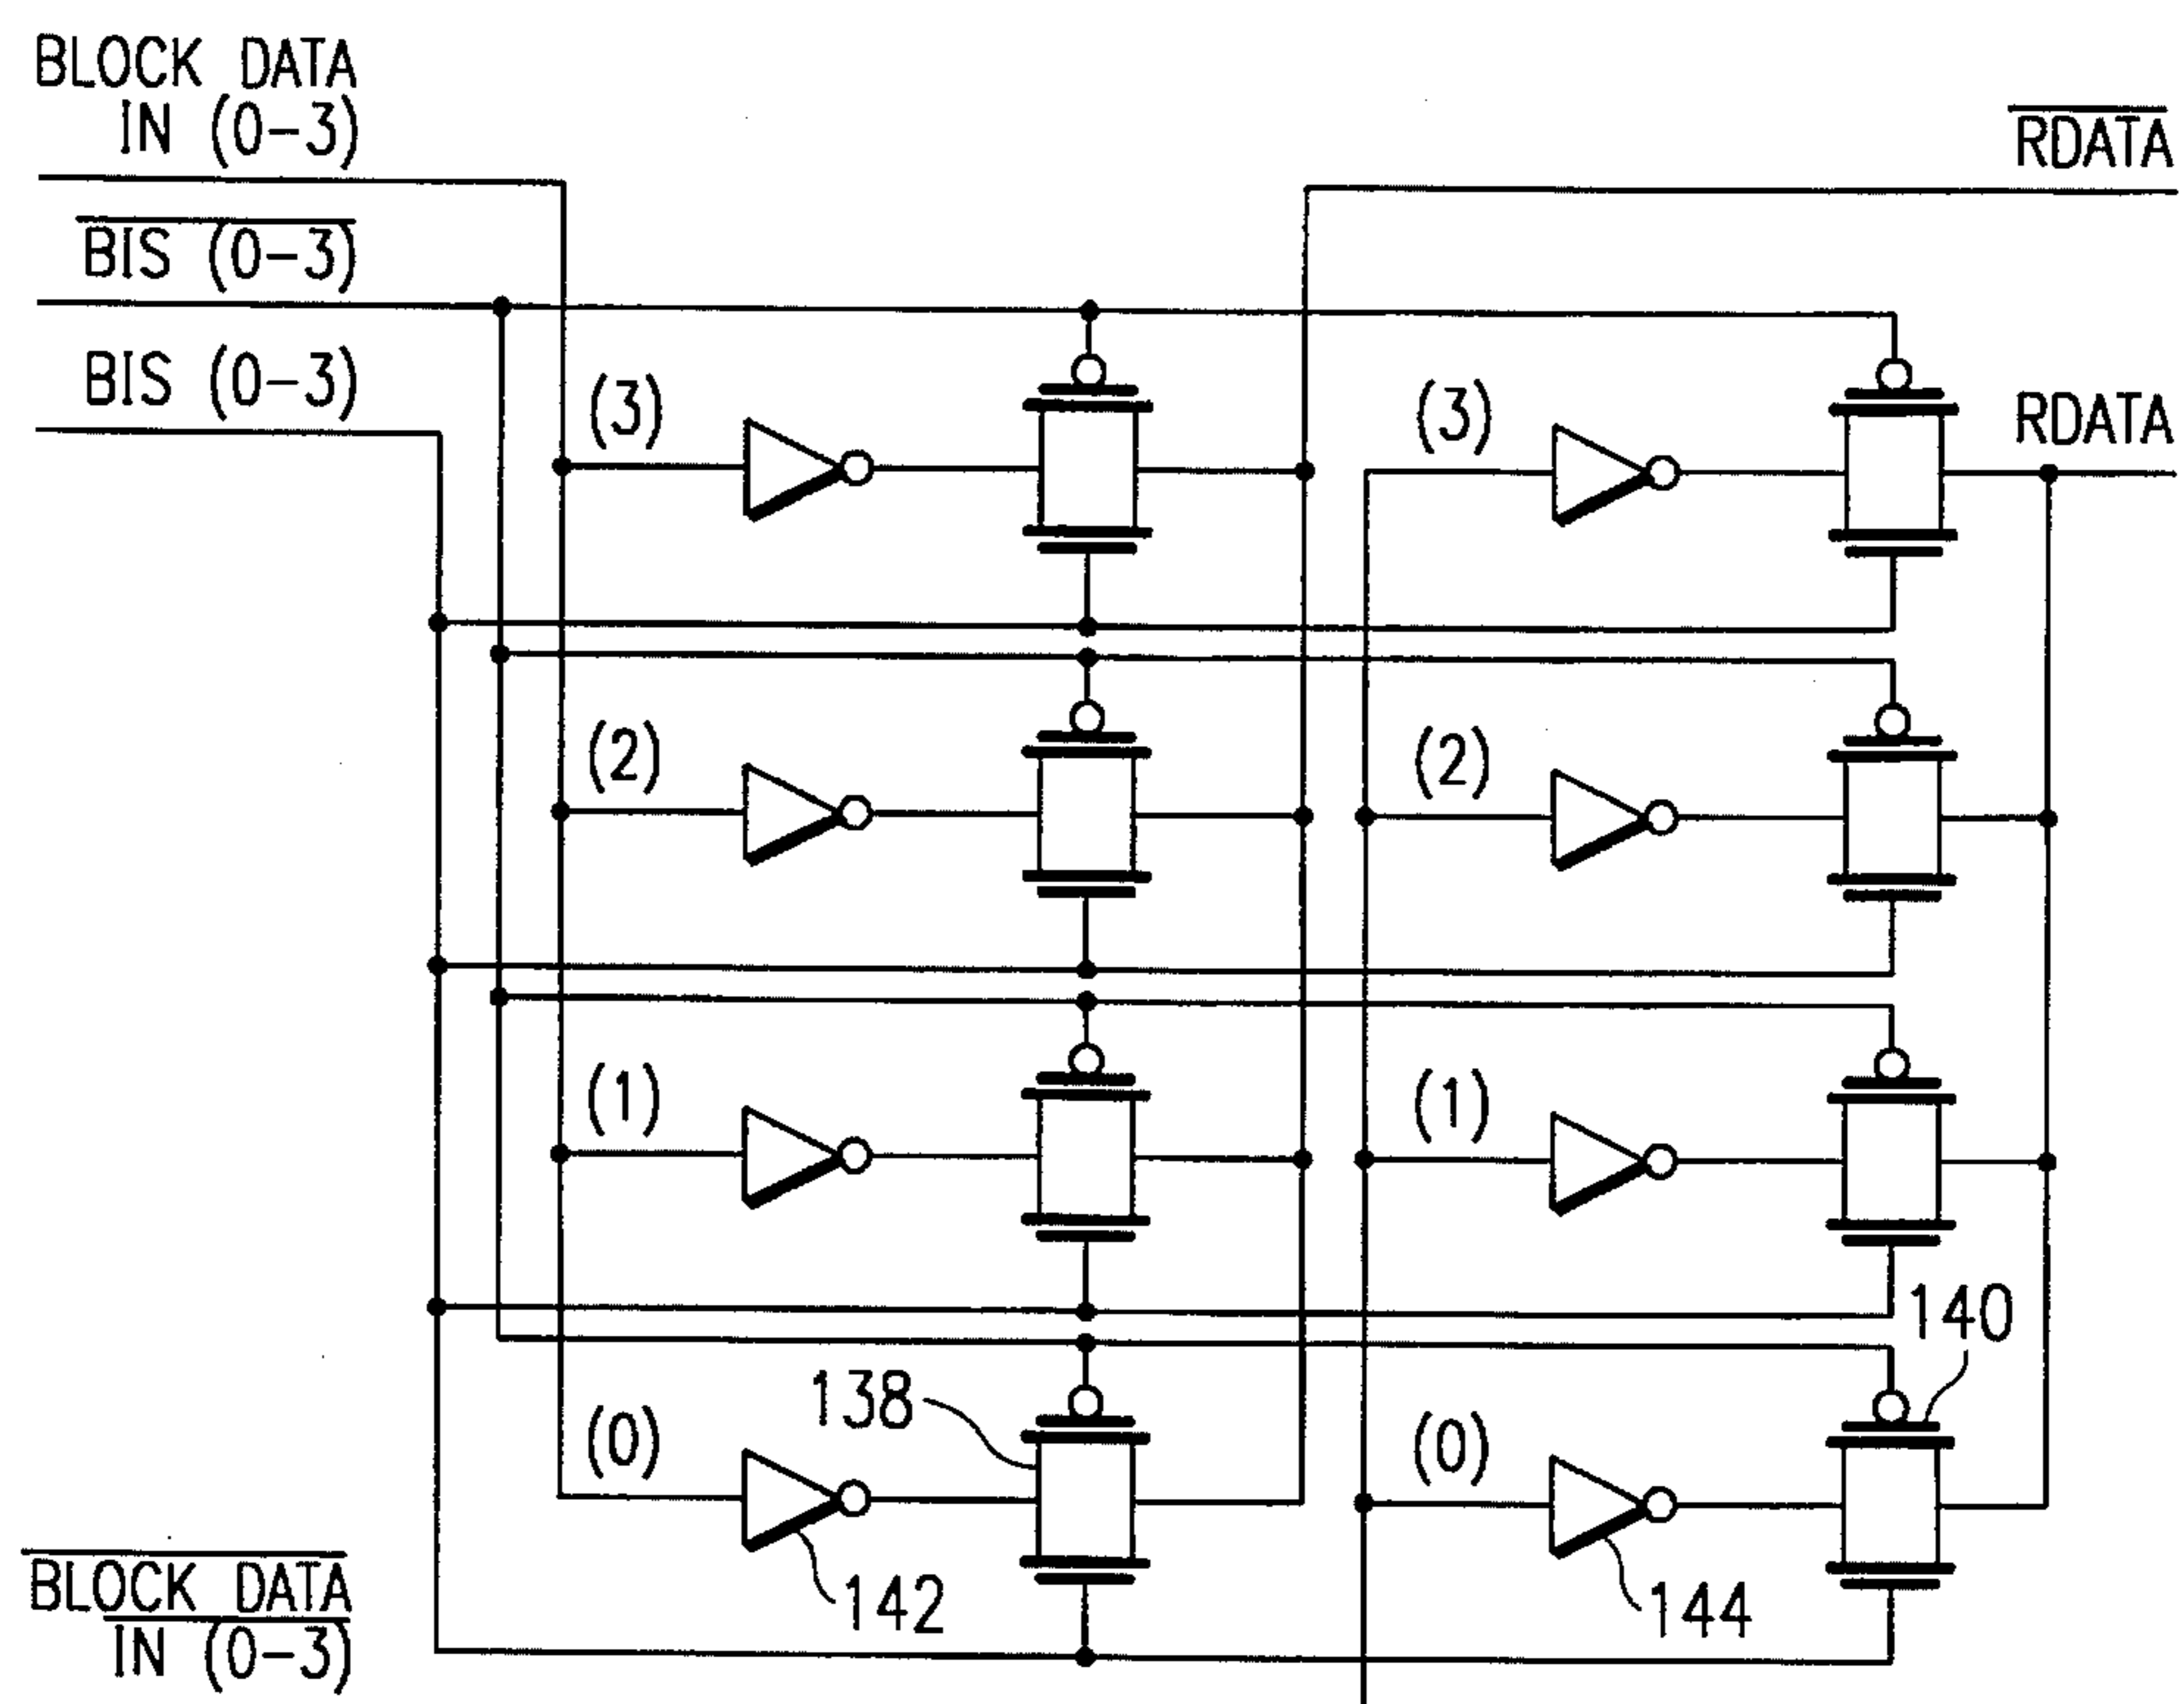 BLOCK DATA
IN (0-3)
RDATA
BIS (0-3)
BIS (0-3)
RDATA
(3)
(3)
(2)
(2)
(1)
(1)
140
138
(0)
(0)
142
144
BLOCK DATA
IN (0-3)